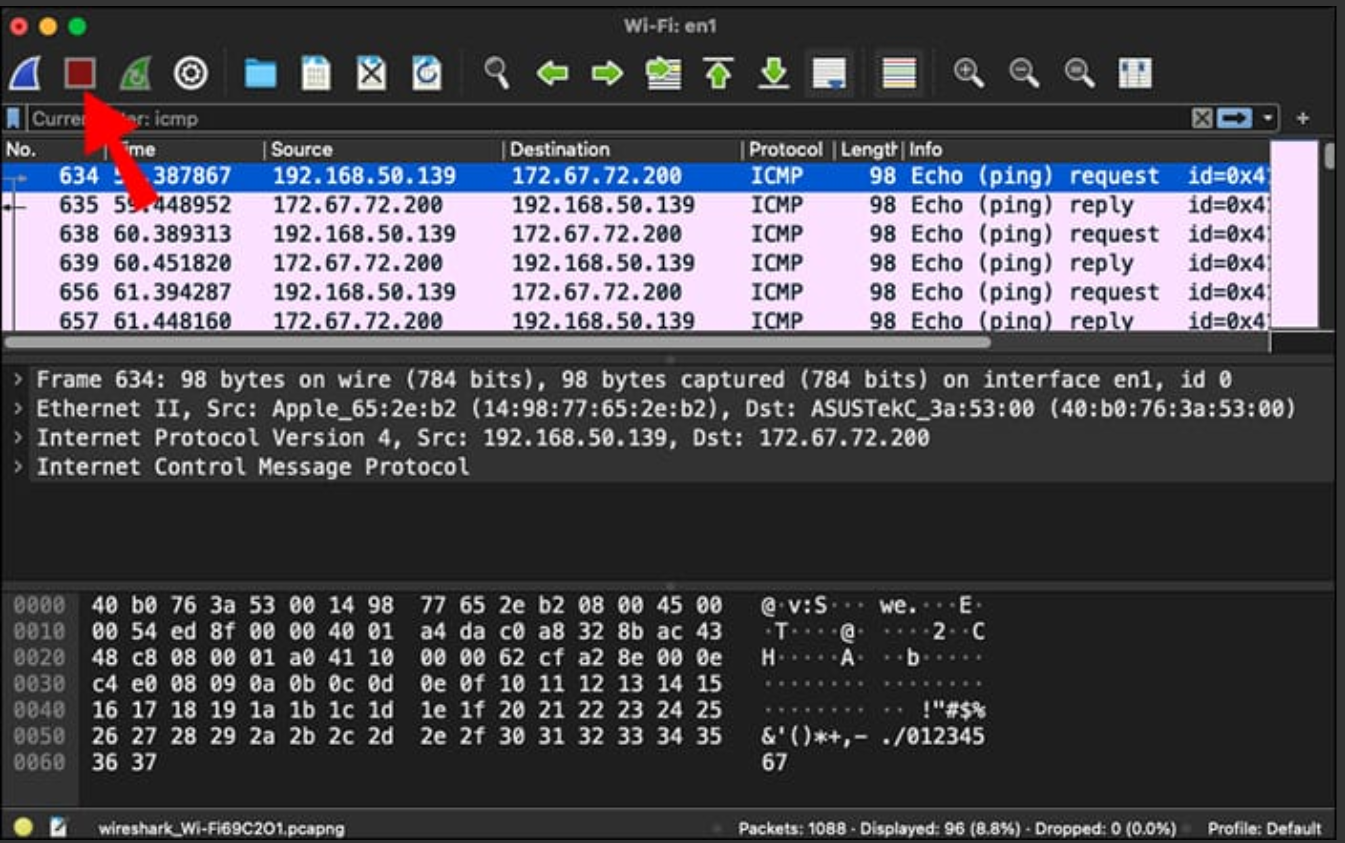 Wi-Fi: en1
Curre er: icmp
No. Time Source Destination Protocol Length Info
634 387867 192.168.50.139 172.67.72.200 ICMP 98 Echo (ping) request id=0x4
635 59.448952 172.67.72.200 192.168.50.139 ICMP 98 Echo (ping) reply id=0x4
638 60.389313 192.168.50.139 172.67.72.200 ICMP 98 Echo (ping) request id=0x4
639 60.451820 172.67.72.200 192.168.50.139 ICMP 98 Echo (ping) reply id=0x4
656 61.394287 192.168.50.139 172.67.72.200 ICMP 98 Echo (ping) request id=0x4
657 61.448160 172.67.72.200 192.168.50.139 ICMP 98 Echo (ping) reply id=0x4
> Frame 634: 98 bytes on wire (784 bits), 98 bytes captured (784 bits) on interface en1, id 0
> Ethernet II, Src: Apple_65:2e:b2 (14:98:77:65:2e:b2), Dst: ASUSTekC_3a:53:00 (40:b0:76:3a:53:00)
> Internet Protocol Version 4, Src: 192.168.50.139, Dst: 172.67.72.200
> Internet Control Message Protocol
0000 40 b0 76 3a 53 00 14 98 77 65 2e b2 08 00 45 00 @·v:S··· we.···E·
0010 00 54 ed 8f 00 00 40 01 a4 da c0 a8 32 8b ac 43 ·T····@· ····2··C
0020 48 c8 08 00 01 a0 41 10 00 00 62 cf a2 8e 00 0e H·····A· ··b·····
0030 c4 e0 08 09 0a 0b 0c 0d 0e 0f 10 11 12 13 14 15 ········ ········
0040 16 17 18 19 1a 1b 1c 1d 1e 1f 20 21 22 23 24 25 ········ ·· !"#$%
0050 26 27 28 29 2a 2b 2c 2d 2e 2f 30 31 32 33 34 35 &'()*+,- ./012345
0060 36 37 67
wireshark_Wi-Fi69C2O1.pcapng Packets: 1088 · Displayed: 96 (8.8%) · Dropped: 0 (0.0%) Profile: Default